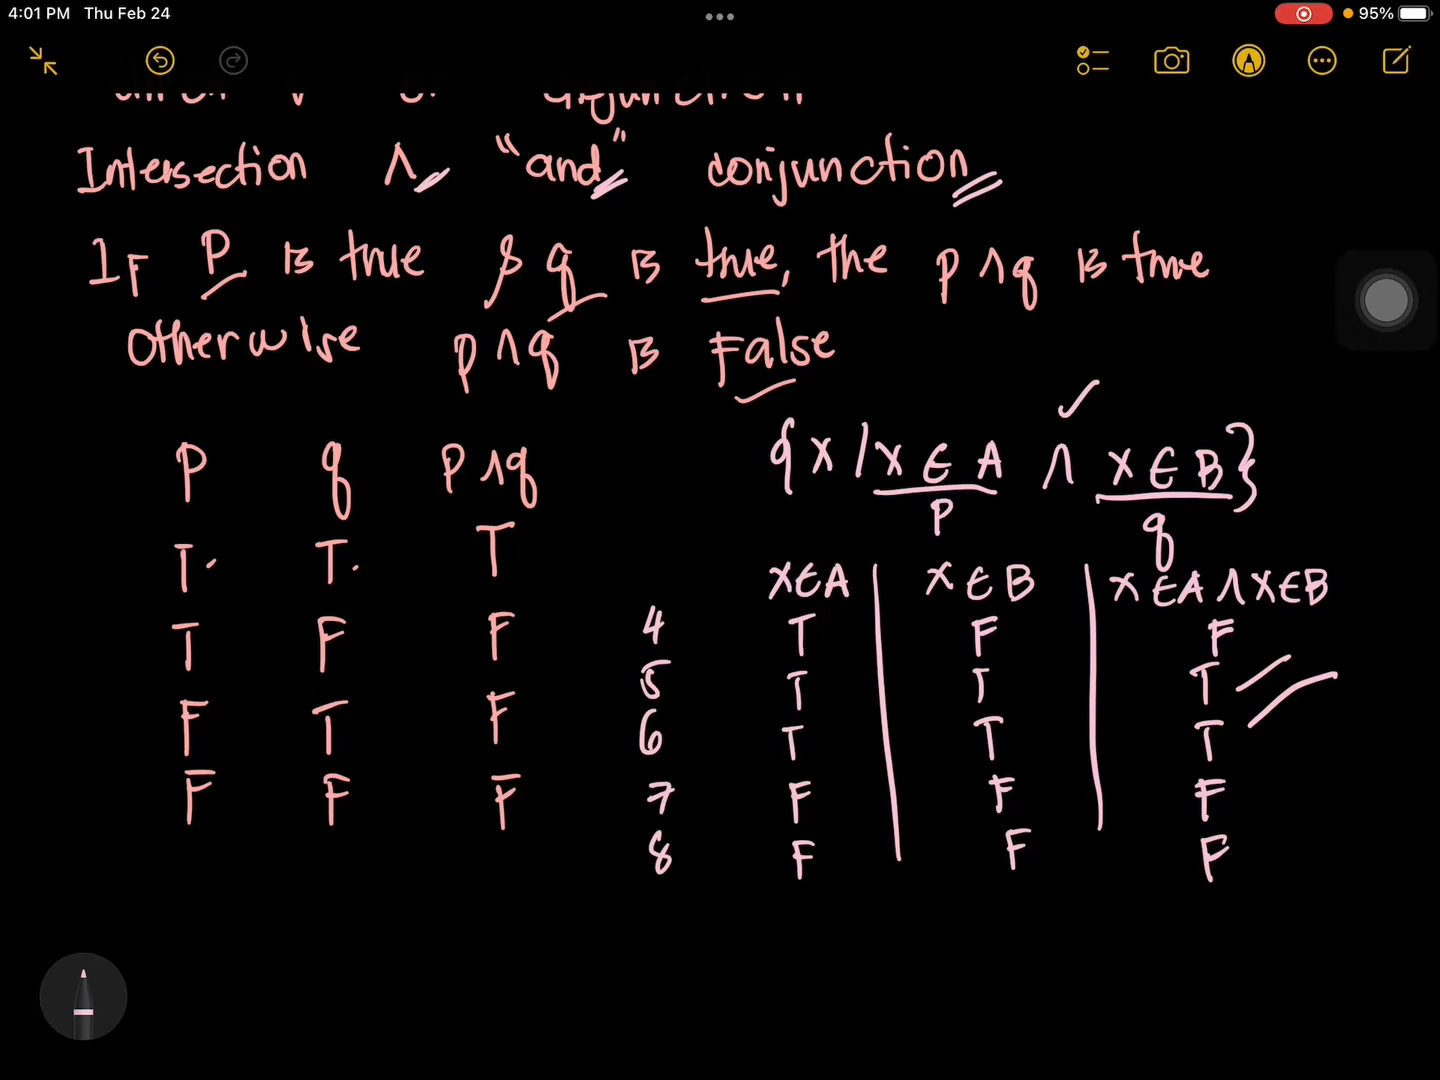 4:01 PM Thu Feb 24
95%
Intersection ∧ "and" conjunction
If P is true & q is true, the p ∧ q is true
Otherwise p ∧ q is False
p q p ∧ q
T T T
T F F
F T F
F F F
{x / x ∈ A ∧ x ∈ B}
p q
x ∈ A x ∈ B x ∈ A ∧ x ∈ B
4 T F F
5 T T T
6 T T T
7 F F F
8 F F F